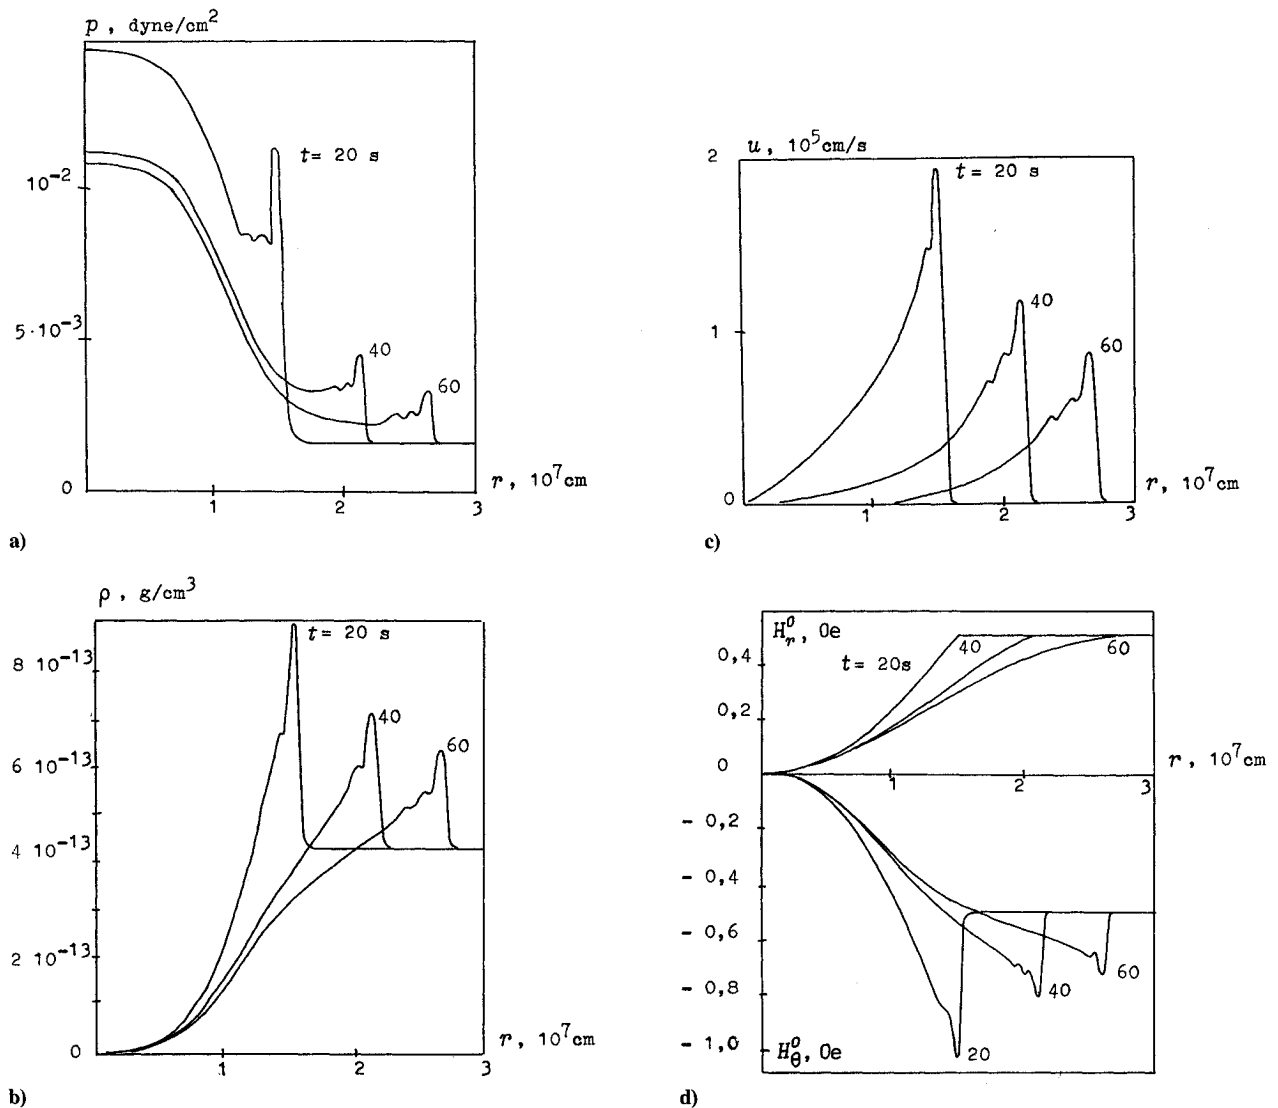 p , dyne/cm²
t= 20 s
10⁻²
5·10⁻³
40
60
0
1
2
3
r , 10⁷cm
a)
ρ , g/cm³
t= 20 s
8 10⁻¹³
40
60
6 10⁻¹³
4 10⁻¹³
2 10⁻¹³
0
1
2
3
r , 10⁷cm
b)
u , 10⁵cm/s
2
t= 20 s
40
60
1
0
1
2
3
r , 10⁷cm
c)
H⁰ᵣ, Oe
0,4
t= 20s
40
60
0,2
0
1
2
3
r , 10⁷cm
- 0,2
- 0,4
- 0,6
- 0,8
- 1,0
60
40
20
H⁰_θ, Oe
d)